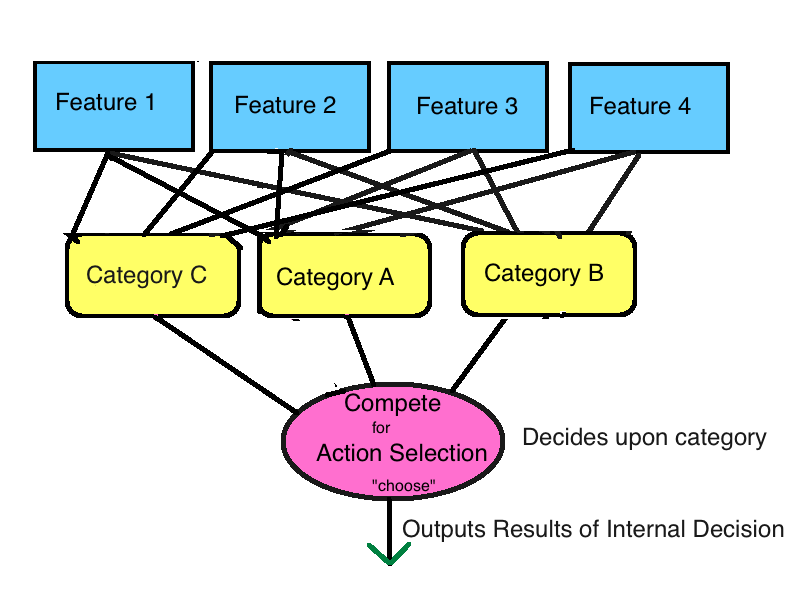 Feature 1
Feature 2
Feature 3
Feature 4
Category C
Category A
Category B
Compete
for
Action Selection
"choose"
Decides upon category
Outputs Results of Internal Decision